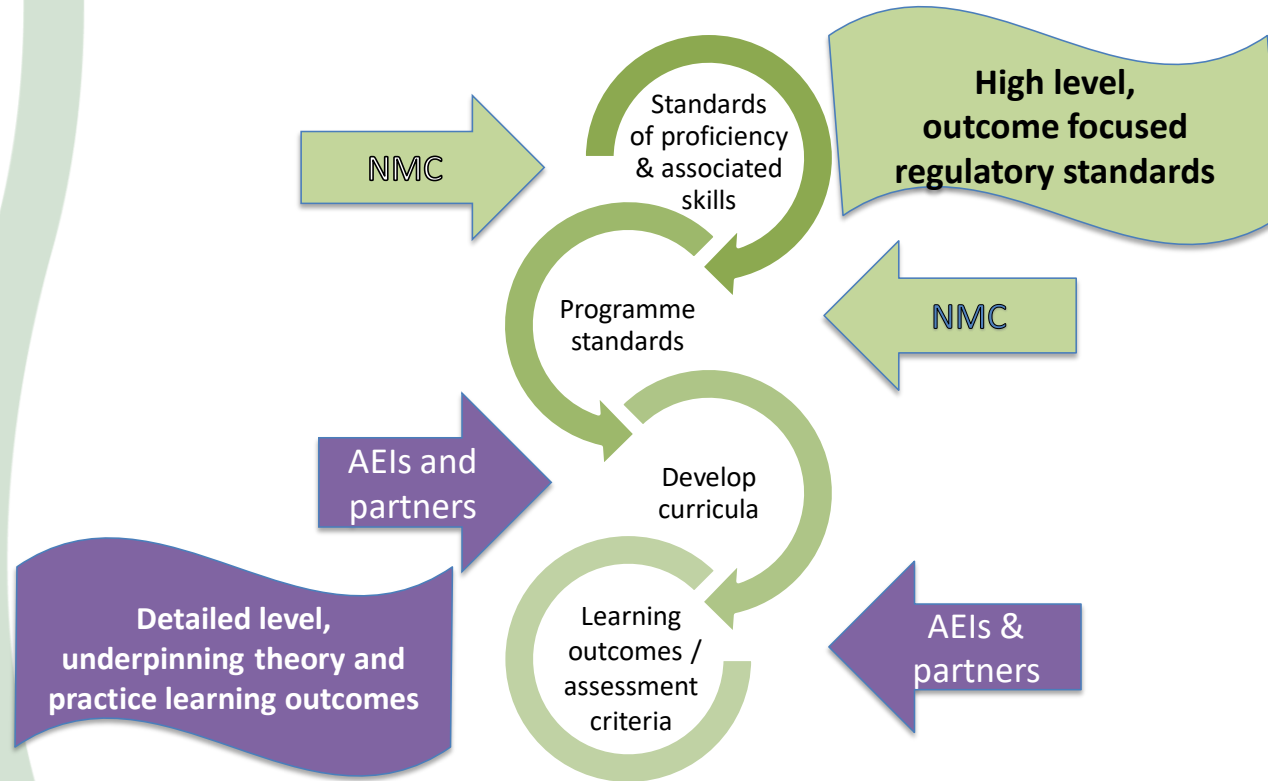 Standards
of proficiency
& associated
skills
High level,
outcome focused
regulatory standards
NMC
Programme
standards
NMC
AEIs and
partners
Develop
curricula
Detailed level,
underpinning theory and
practice learning outcomes
Learning
outcomes /
assessment
criteria
AEIs &
partners